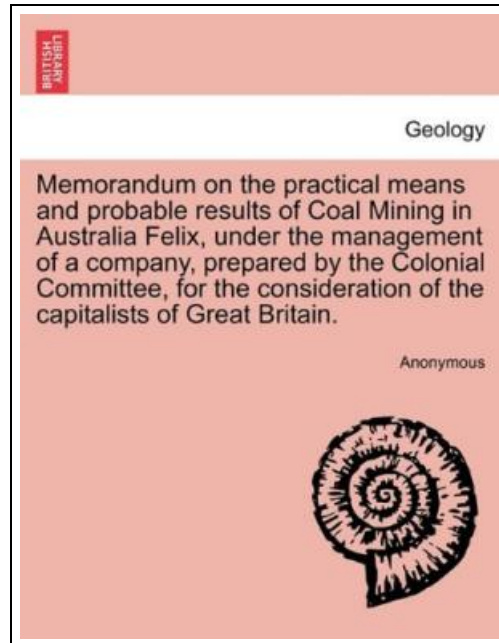 BRITISH
LIBRARY
Geology
Memorandum on the practical means
and probable results of Coal Mining in
Australia Felix, under the management
of a company, prepared by the Colonial
Committee, for the consideration of the
capitalists of Great Britain.
Anonymous